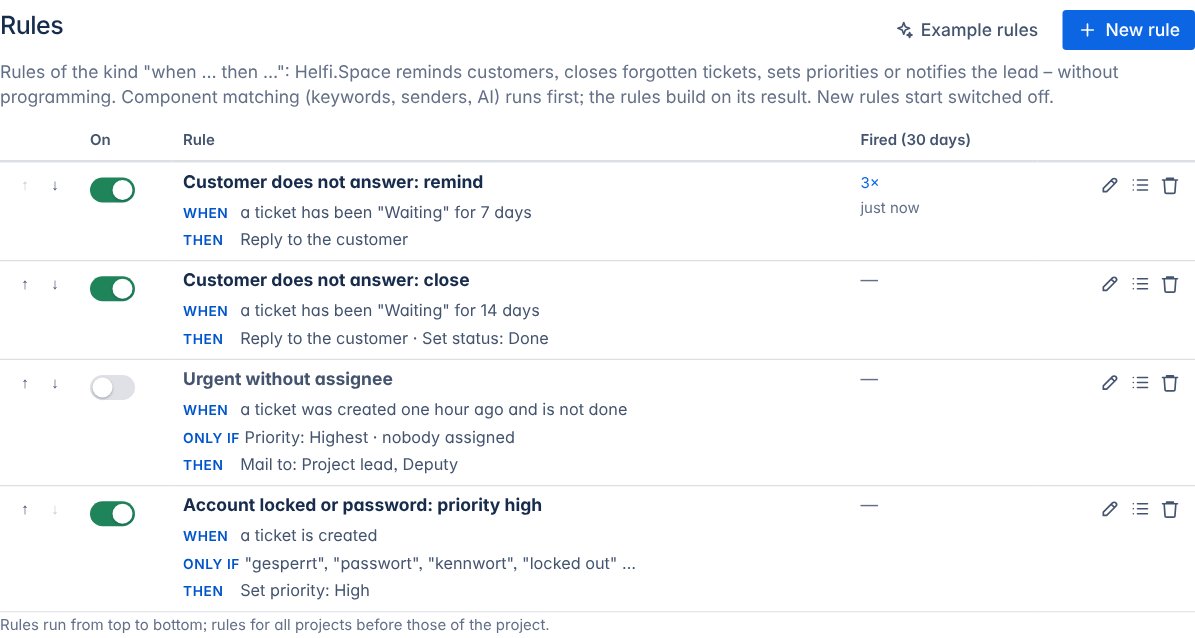 Rules
Example rules
New rule
Rules of the kind "when ... then ...": Helfi.Space reminds customers, closes forgotten tickets, sets priorities or notifies the lead – without
programming. Component matching (keywords, senders, AI) runs first; the rules build on its result. New rules start switched off.
On Rule Fired (30 days)
↑ ↓ Customer does not answer: remind 3×
WHEN a ticket has been "Waiting" for 7 days just now
THEN Reply to the customer
↑ ↓ Customer does not answer: close —
WHEN a ticket has been "Waiting" for 14 days
THEN Reply to the customer · Set status: Done
↑ ↓ Urgent without assignee —
WHEN a ticket was created one hour ago and is not done
ONLY IF Priority: Highest · nobody assigned
THEN Mail to: Project lead, Deputy
↑ ↓ Account locked or password: priority high —
WHEN a ticket is created
ONLY IF "gesperrt", "passwort", "kennwort", "locked out" ...
THEN Set priority: High
Rules run from top to bottom; rules for all projects before those of the project.